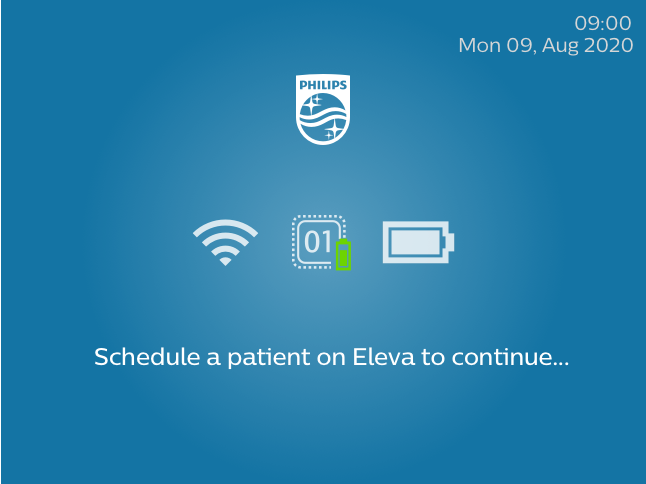 09:00
Mon 09, Aug 2020
PHILIPS
01
Schedule a patient on Eleva to continue...